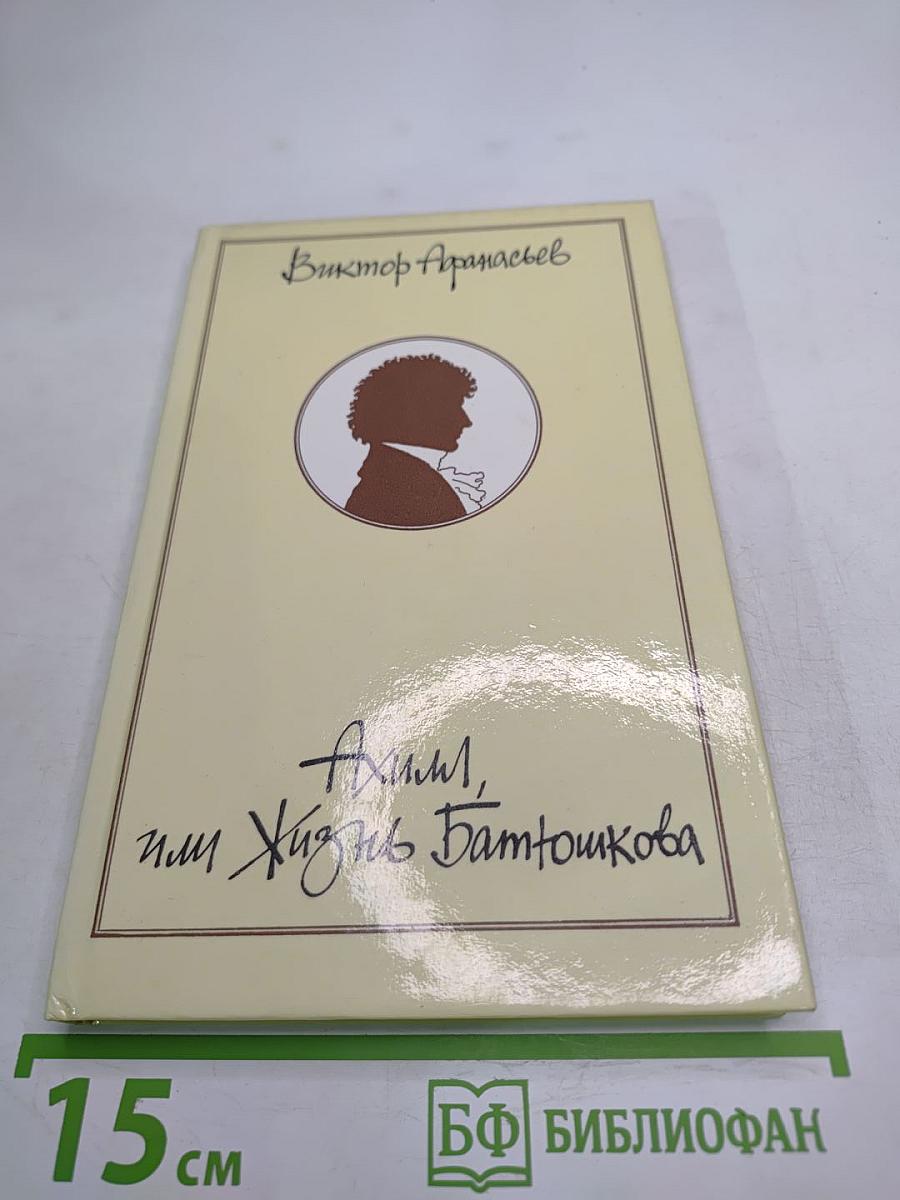 Виктор Афанасьев
Ахилл,
или Жизнь Батюшкова
15 см
БФ БИБЛИОФАН